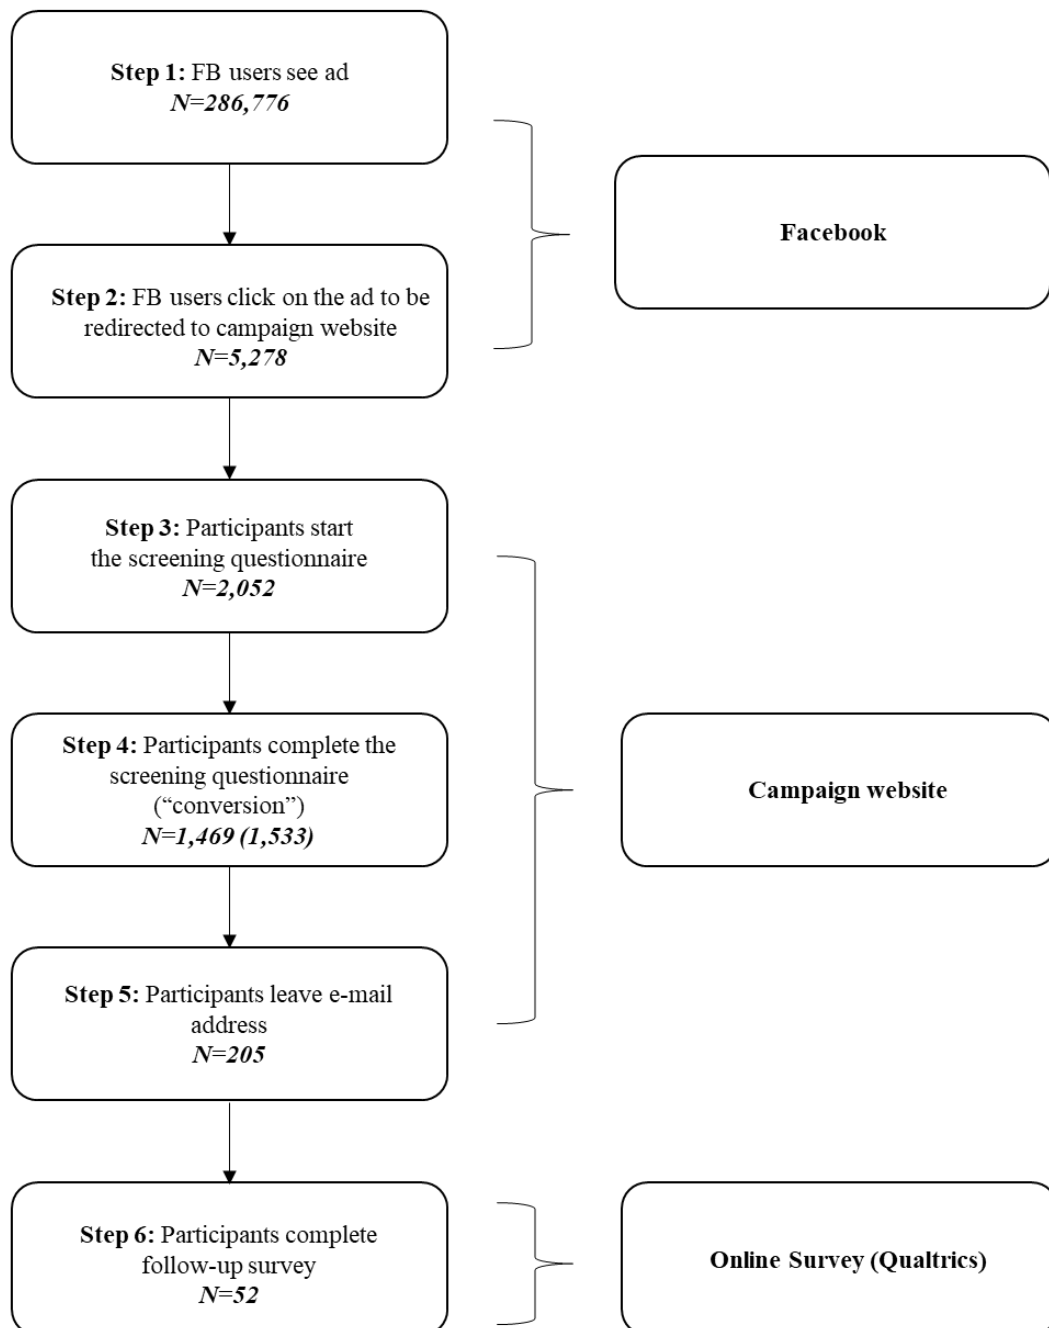 Step 1: FB users see ad
N=286,776
Facebook
Step 2: FB users click on the ad to be
redirected to campaign website
N=5,278
Step 3: Participants start
the screening questionnaire
N=2,052
Step 4: Participants complete the
screening questionnaire
(“conversion”)
N=1,469 (1,533)
Campaign website
Step 5: Participants leave e-mail
address
N=205
Step 6: Participants complete
follow-up survey
N=52
Online Survey (Qualtrics)